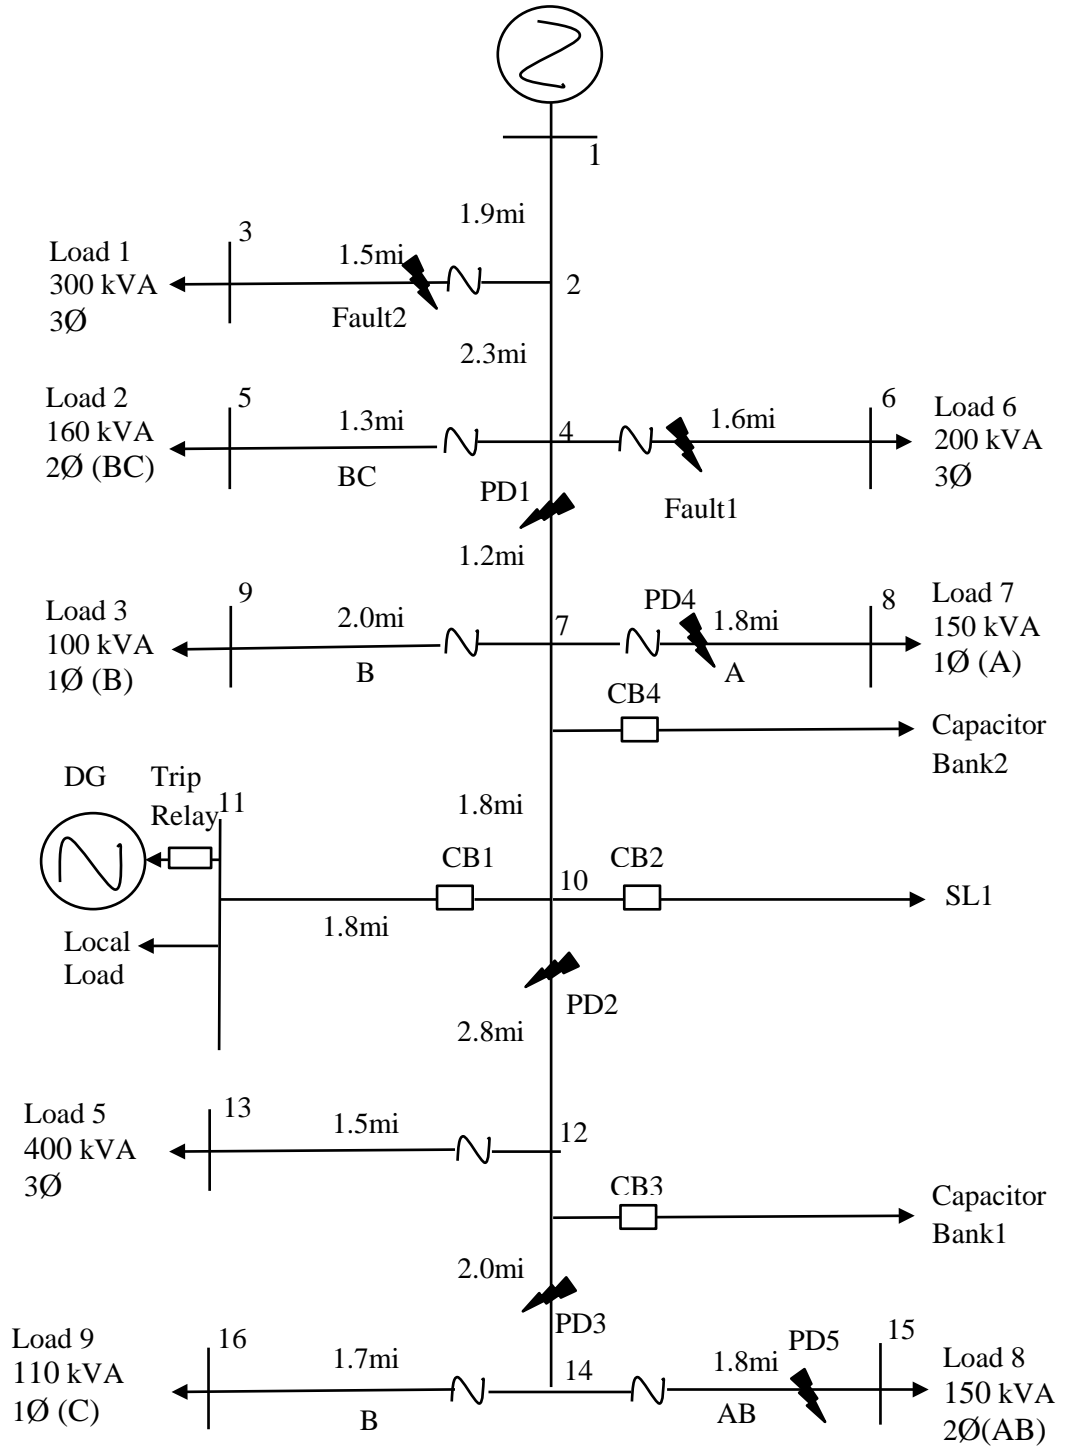 1
1.9mi
3
Load 1
300 kVA
3Ø
1.5mi
Fault2
2
2.3mi
Load 2
160 kVA
2Ø (BC)
5
1.3mi
BC
4
1.6mi
6
Load 6
200 kVA
3Ø
PD1
Fault1
1.2mi
Load 3
100 kVA
1Ø (B)
9
2.0mi
B
7
PD4
1.8mi
A
8
Load 7
150 kVA
1Ø (A)
CB4
Capacitor
Bank2
DG
Trip
Relay
11
1.8mi
CB1
CB2
10
SL1
1.8mi
Local
Load
PD2
2.8mi
Load 5
400 kVA
3Ø
13
1.5mi
12
CB3
Capacitor
Bank1
2.0mi
PD3
Load 9
110 kVA
1Ø (C)
16
1.7mi
B
14
1.8mi
AB
PD5
15
Load 8
150 kVA
2Ø(AB)